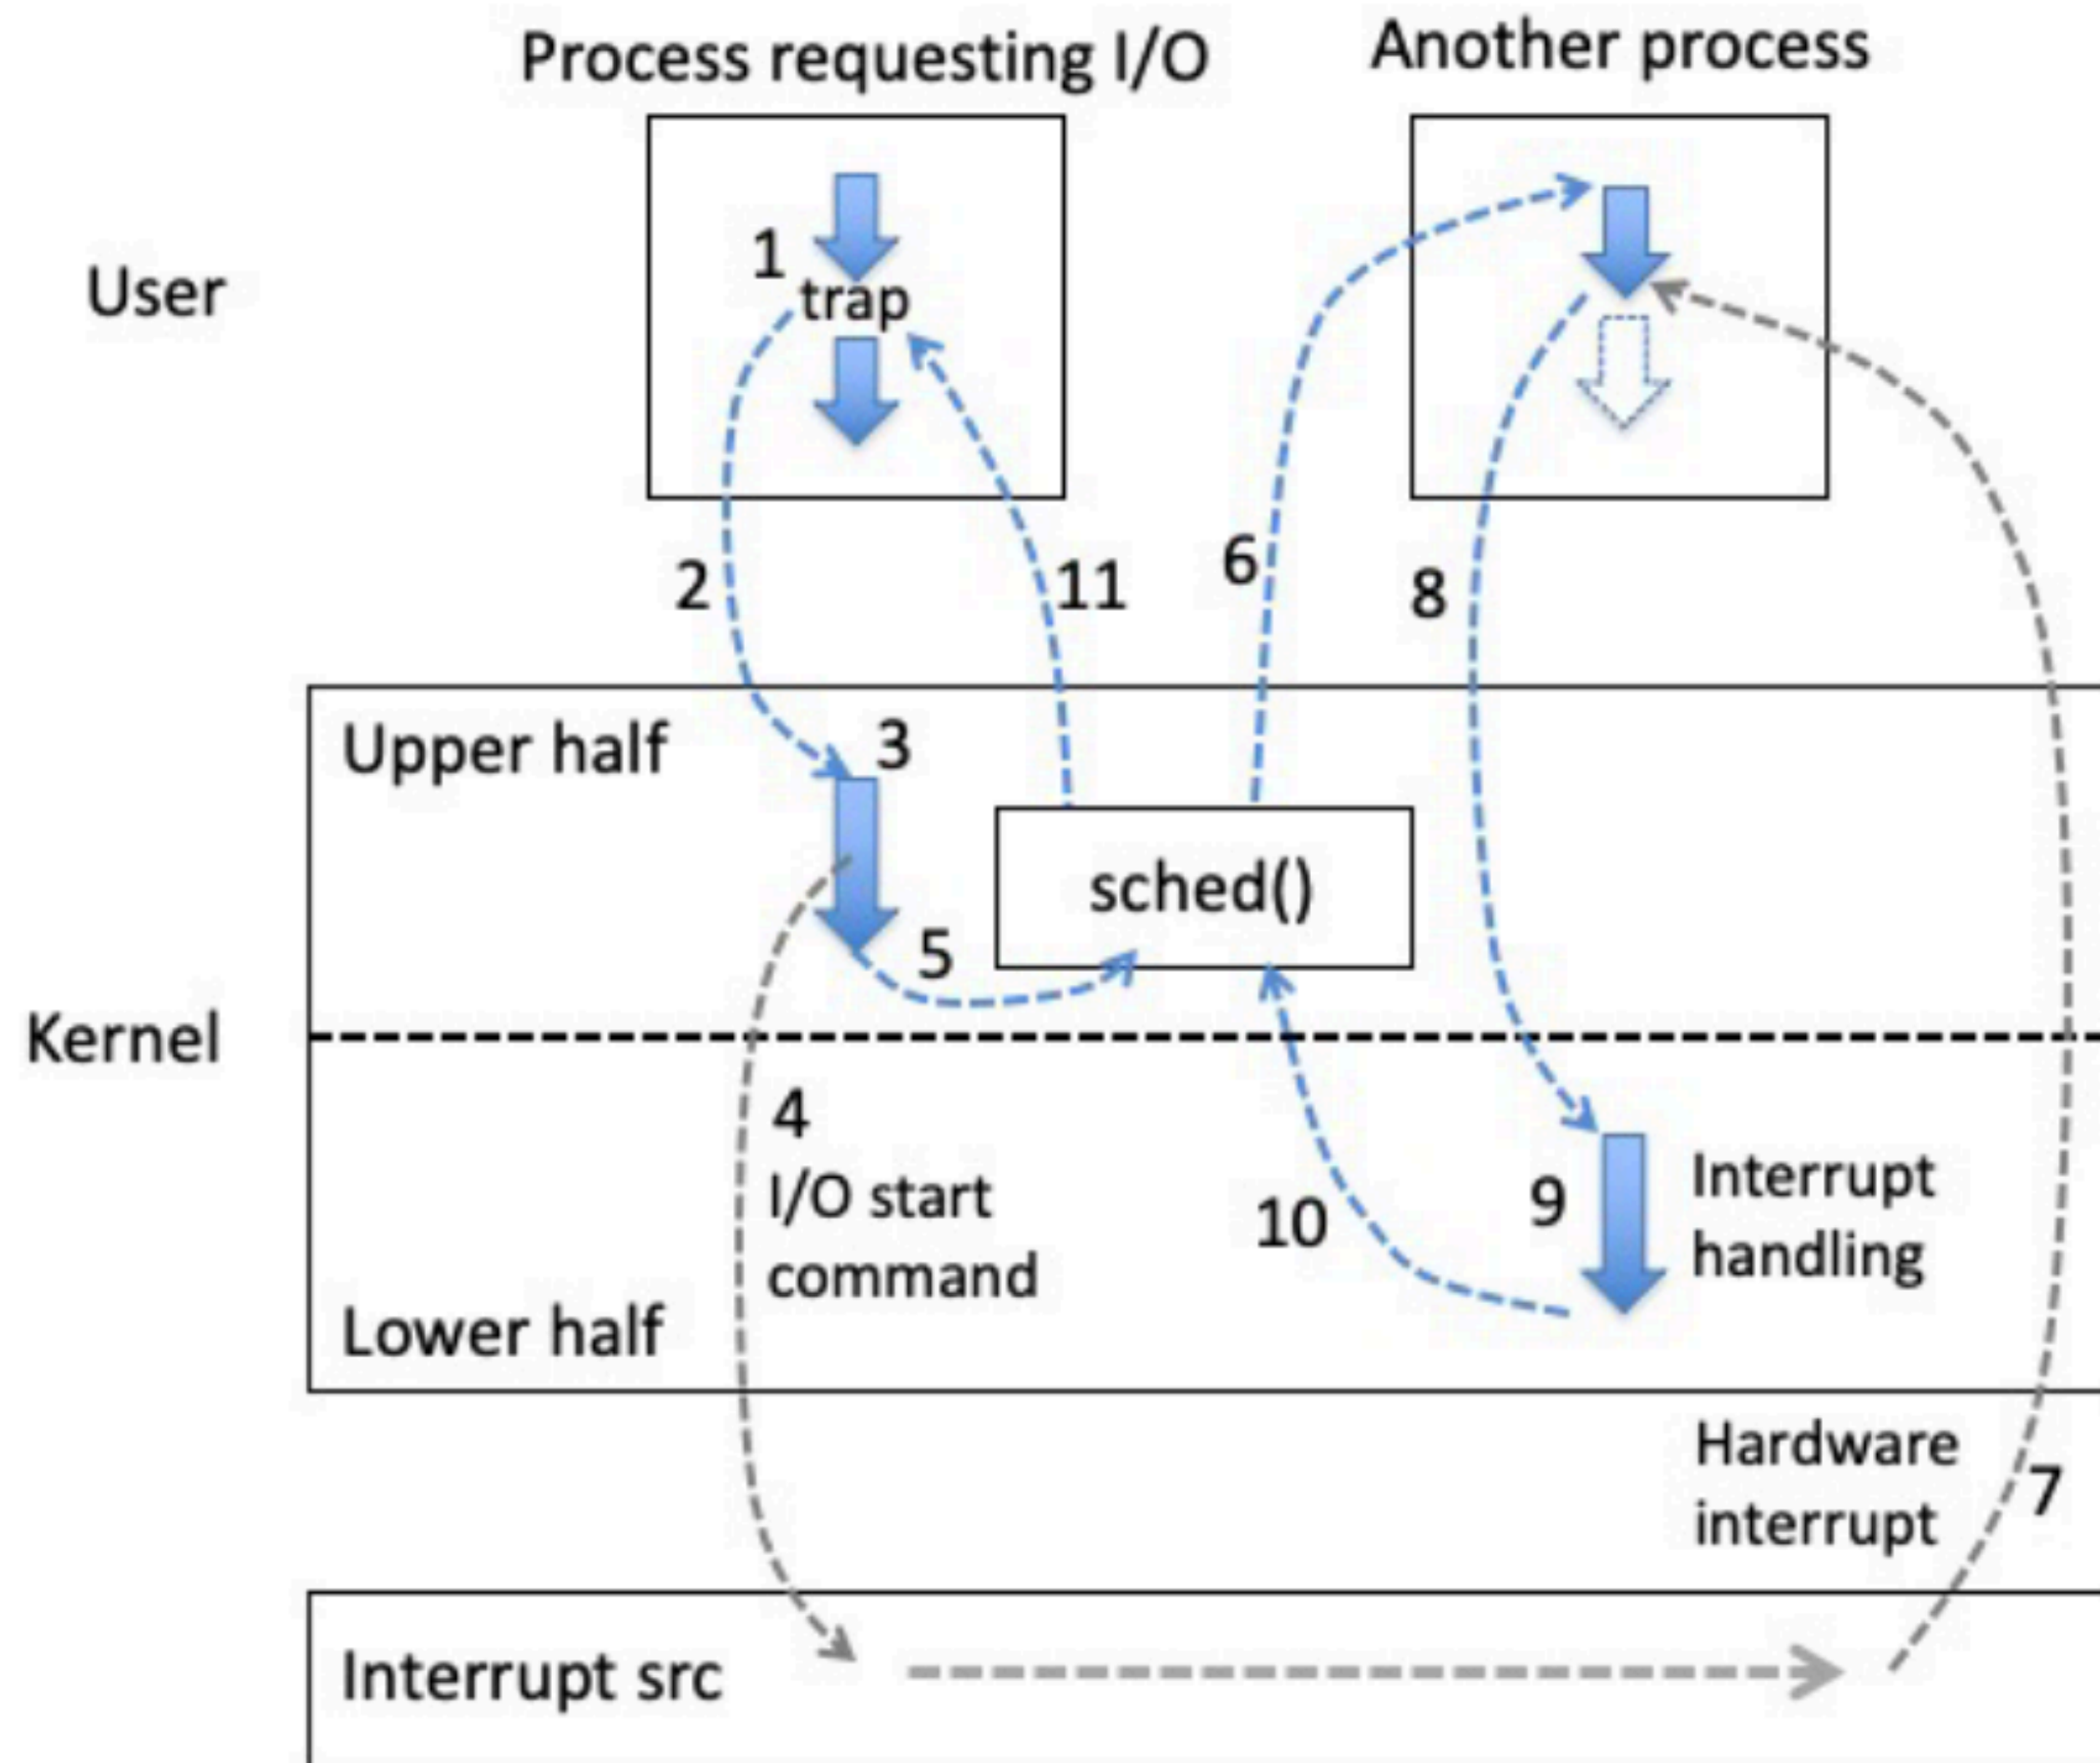 Process requesting I/O
Another process
User
1
trap
2
11
6
8
Upper half
3
sched()
5
Kernel
4
I/O start
command
10
9
Interrupt
handling
Lower half
Hardware
interrupt
7
Interrupt src